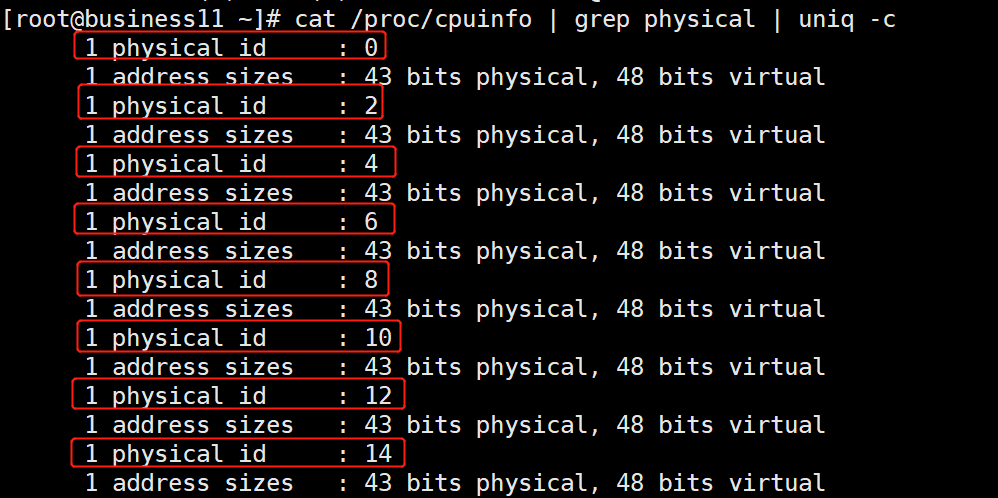 [root@business11 ~]# cat /proc/cpuinfo | grep physical | uniq -c
1 physical id : 0
1 address sizes : 43 bits physical, 48 bits virtual
1 physical id : 2
1 address sizes : 43 bits physical, 48 bits virtual
1 physical id : 4
1 address sizes : 43 bits physical, 48 bits virtual
1 physical id : 6
1 address sizes : 43 bits physical, 48 bits virtual
1 physical id : 8
1 address sizes : 43 bits physical, 48 bits virtual
1 physical id : 10
1 address sizes : 43 bits physical, 48 bits virtual
1 physical id : 12
1 address sizes : 43 bits physical, 48 bits virtual
1 physical id : 14
1 address sizes : 43 bits physical, 48 bits virtual